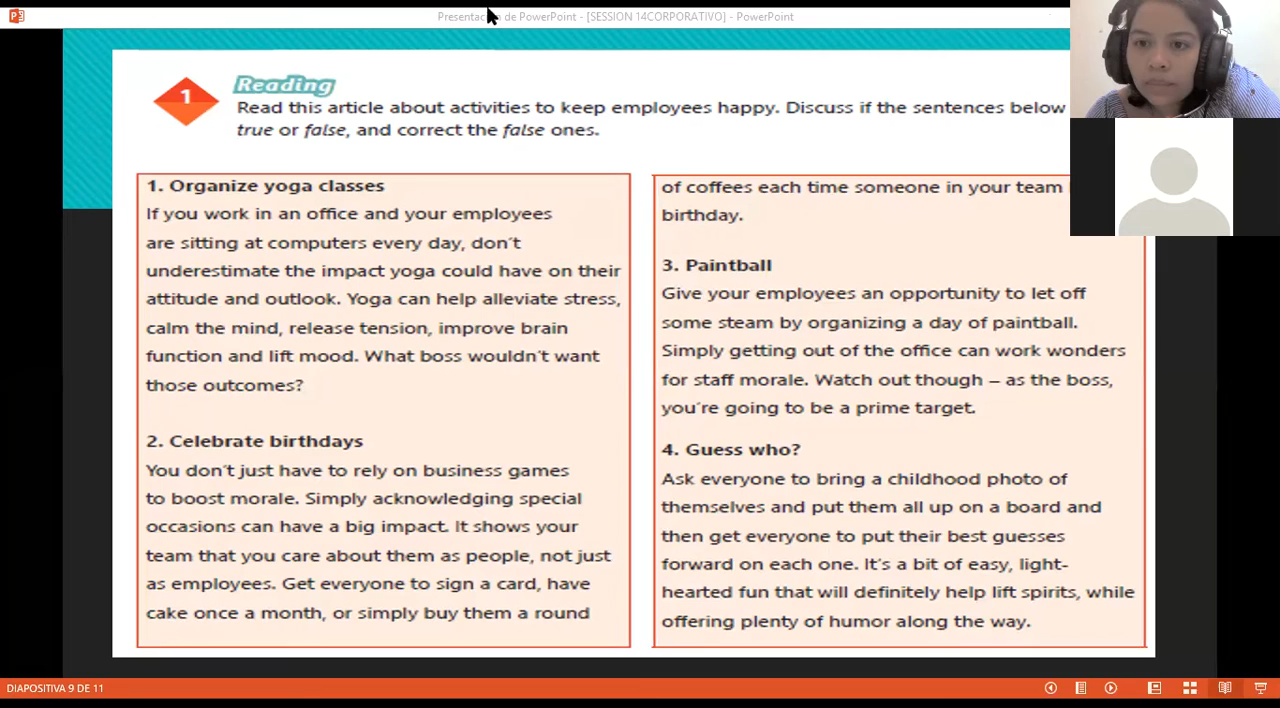 Presentación de PowerPoint - [SESSION 14CORPORATIVO] - PowerPoint
1
Reading
Read this article about activities to keep employees happy. Discuss if the sentences below
true or false, and correct the false ones.
1. Organize yoga classes
If you work in an office and your employees
are sitting at computers every day, don´t
underestimate the impact yoga could have on their
attitude and outlook. Yoga can help alleviate stress,
calm the mind, release tension, improve brain
function and lift mood. What boss wouldn´t want
those outcomes?
2. Celebrate birthdays
You don´t just have to rely on business games
to boost morale. Simply acknowledging special
occasions can have a big impact. It shows your
team that you care about them as people, not just
as employees. Get everyone to sign a card, have
cake once a month, or simply buy them a round
of coffees each time someone in your team
birthday.
3. Paintball
Give your employees an opportunity to let off
some steam by organizing a day of paintball.
Simply getting out of the office can work wonders
for staff morale. Watch out though – as the boss,
you´re going to be a prime target.
4. Guess who?
Ask everyone to bring a childhood photo of
themselves and put them all up on a board and
then get everyone to put their best guesses
forward on each one. It´s a bit of easy, light-
hearted fun that will definitely help lift spirits, while
offering plenty of humor along the way.
DIAPOSITIVA 9 DE 11